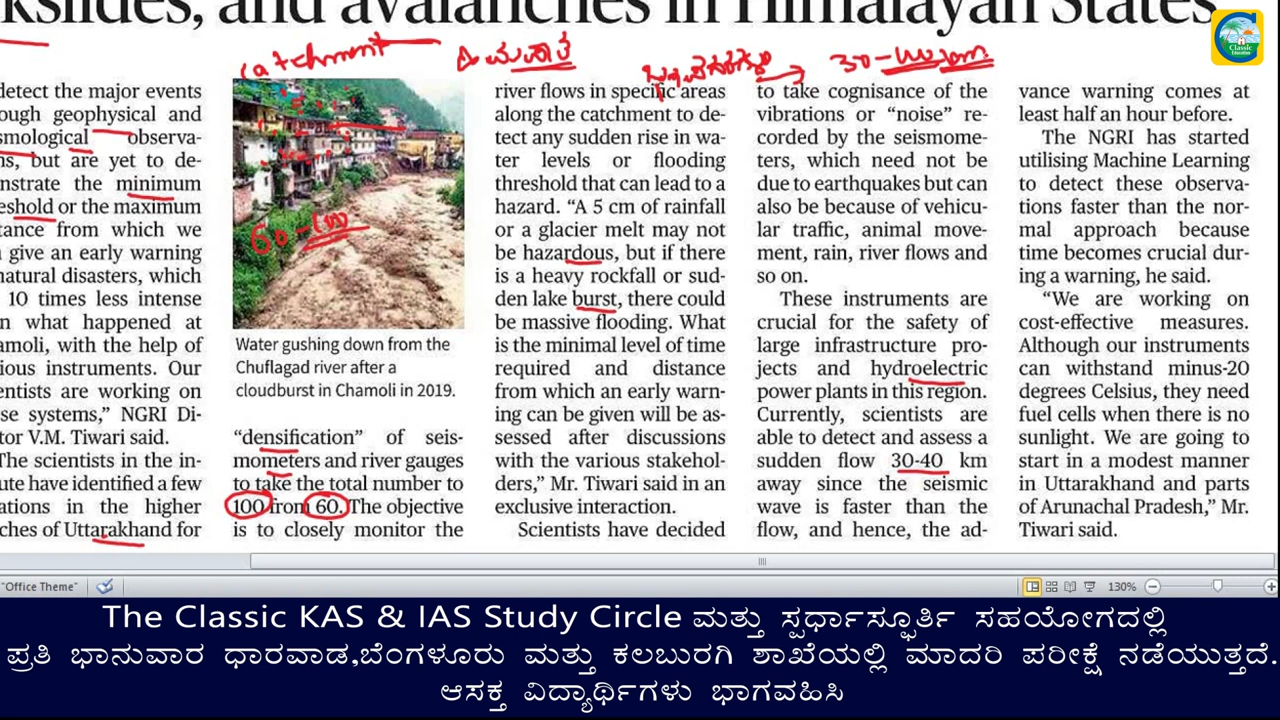 kslides, and avalanches in Himalayan States
Classic
Education
catchment
60-100
detect the major events
ough geophysical and
smological observa-
ns, but are yet to de-
nstrate the minimum
eshold or the maximum
tance from which we
n give an early warning
natural disasters, which
10 times less intense
n what happened at
amoli, with the help of
ious instruments. Our
entists are working on
se systems,” NGRI Di-
tor V.M. Tiwari said.
The scientists in the in-
ute have identified a few
ations in the higher
ches of Uttarakhand for
Water gushing down from the
Chuflagad river after a
cloudburst in Chamoli in 2019.
“densification” of seis-
mometers and river gauges
to take the total number to
100 from 60. The objective
is to closely monitor the
river flows in specific areas
along the catchment to de-
tect any sudden rise in wa-
ter levels or flooding
threshold that can lead to a
hazard. “A 5 cm of rainfall
or a glacier melt may not
be hazardous, but if there
is a heavy rockfall or sud-
den lake burst, there could
be massive flooding. What
is the minimal level of time
required and distance
from which an early warn-
ing can be given will be as-
sessed after discussions
with the various stakehol-
ders,” Mr. Tiwari said in an
exclusive interaction.
Scientists have decided
to take cognisance of the
vibrations or “noise” re-
corded by the seismome-
ters, which need not be
due to earthquakes but can
also be because of vehicu-
lar traffic, animal move-
ment, rain, river flows and
so on.
These instruments are
crucial for the safety of
large infrastructure pro-
jects and hydroelectric
power plants in this region.
Currently, scientists are
able to detect and assess a
sudden flow 30-40 km
away since the seismic
wave is faster than the
flow, and hence, the ad-
vance warning comes at
least half an hour before.
The NGRI has started
utilising Machine Learning
to detect these observa-
tions faster than the nor-
mal approach because
time becomes crucial dur-
ing a warning, he said.
“We are working on
cost-effective measures.
Although our instruments
can withstand minus-20
degrees Celsius, they need
fuel cells when there is no
sunlight. We are going to
start in a modest manner
in Uttarakhand and parts
of Arunachal Pradesh,” Mr.
Tiwari said.
"Office Theme"
130%
The Classic KAS & IAS Study Circle ಮತ್ತು ಸ್ಪರ್ಧಾಸ್ಫೂರ್ತಿ ಸಹಯೋಗದಲ್ಲಿ
ಪ್ರತಿ ಭಾನುವಾರ ಧಾರವಾಡ,ಬೆಂಗಳೂರು ಮತ್ತು ಕಲಬುರಗಿ ಶಾಖೆಯಲ್ಲಿ ಮಾದರಿ ಪರೀಕ್ಷೆ ನಡೆಯುತ್ತದೆ.
ಆಸಕ್ತ ವಿದ್ಯಾರ್ಥಿಗಳು ಭಾಗವಹಿಸಿ